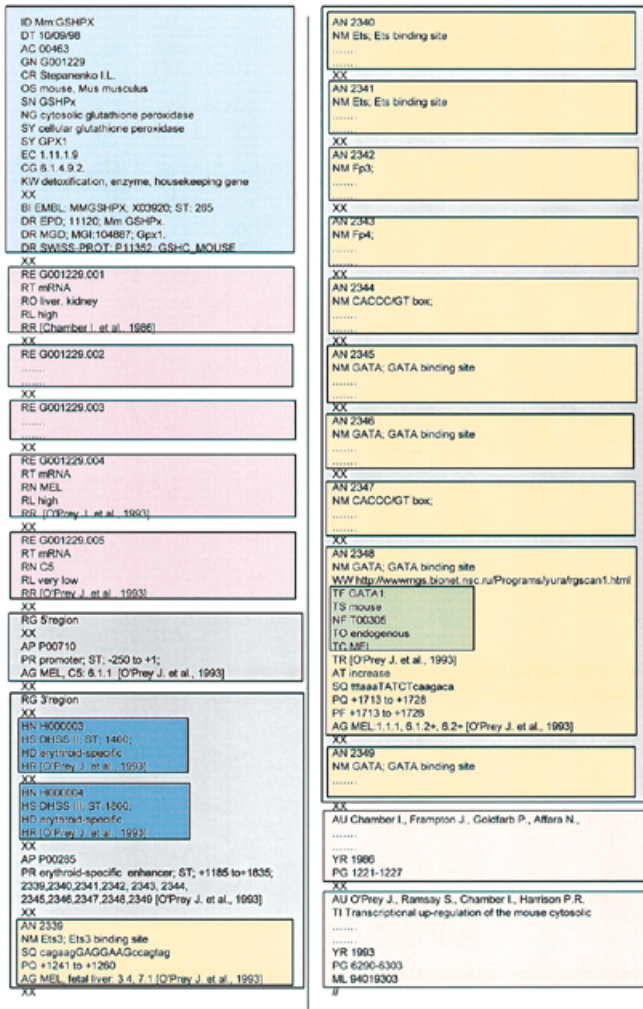 ID Mm:GSHPX
DT 10/09/98
AC 00463
GN G001229
CR Stepanenko I.L.
OS mouse, Mus musculus
SN GSHPx
NG cytosolic glutathione peroxidase
SY cellular glutathione peroxidase
SY GPX1
EC 1.11.1.9
CG 6.1.4.9.2.
KW detoxification, enzyme, housekeeping gene
XX
BI EMBL; MMGSHPX; X03920; ST: 265
DR EPD; 11120; Mm GSHPx.
DR MGD; MGI:104887; Gpx1.
DR SWISS-PROT: P11352. GSHC_MOUSE
XX
RE G001229.001
RT mRNA
RO liver, kidney
RL high
RR [Chamber I. et al., 1986]
XX
RE G001229.002
.......
.......
XX
RE G001229.003
.......
.......
XX
RE G001229.004
RT mRNA
RN MEL
RL high
RR. [O'Prey J. et al., 1993]
XX
RE G001229.005
RT mRNA
RN C5
RL very low
RR [O'Prey J. et al., 1993]
XX
RG 5'region
XX
AP P00710
PR promoter; ST: -250 to +1;
AG MEL, C5: 6.1.1 [O'Prey J. et al., 1993]
XX
RG 3'region
XX
HN H000003
HS DHSS II; ST: 1400;
HD erythroid-specific
HR [O'Prey J. et al., 1993]
XX
HN H000004
HS DHSS III; ST:1800;
HD erythroid-specific
HR [O'Prey J. et al., 1993]
XX
AP P00285
PR erythroid-specific enhancer; ST; +1185 to+1835;
2339,2340,2341,2342, 2343, 2344,
2345,2346,2347,2348,2349 [O'Prey J. et al., 1993]
XX
AN 2339
NM Ets3; Ets3 binding site
SQ cagaagGAGGAAGccagtag
PQ +1241 to +1260
AG MEL, fetal liver: 3.4, 7.1 [O'Prey J. et al., 1993]
XX
AN 2340
NM Ets; Ets binding site
.......
.......
XX
AN 2341
NM Ets; Ets binding site
.......
.......
XX
AN 2342
NM Fp3;
.......
.......
XX
AN 2343
NM Fp4;
.......
.......
XX
AN 2344
NM CACCC/GT box;
.......
.......
XX
AN 2345
NM GATA; GATA binding site
.......
.......
XX
AN 2346
NM GATA; GATA binding site
.......
.......
XX
AN 2347
NM CACCC/GT box;
.......
.......
XX
AN 2348
NM GATA; GATA binding site
WW http://wwwmgs.bionet.nsc.ru/Programs/yura/rgscan1.html
TF GATA1;
TS mouse
NF T00305
TO endogenous
TC MEL
TR [O'Prey J. et al., 1993]
AT increase
SQ tttaaaTATCTcaagaca
PQ +1713 to +1728
PF +1713 to +1728
AG MEL:1.1.1, 6.1.2+, 6.2+ [O'Prey J. et al., 1993]
XX
AN 2349
NM GATA; GATA binding site
.......
XX
AU Chamber I., Frampton J., Goldfarb P., Affara N.,
.......
.......
YR 1986
PG 1221-1227
XX
AU O'Prey J., Ramsay S., Chamber I., Harrison P.R.
TI Transcriptional up-regulation of the mouse cytosolic
.......
.......
YR 1993
PG 6290-6303
ML 94019303
//